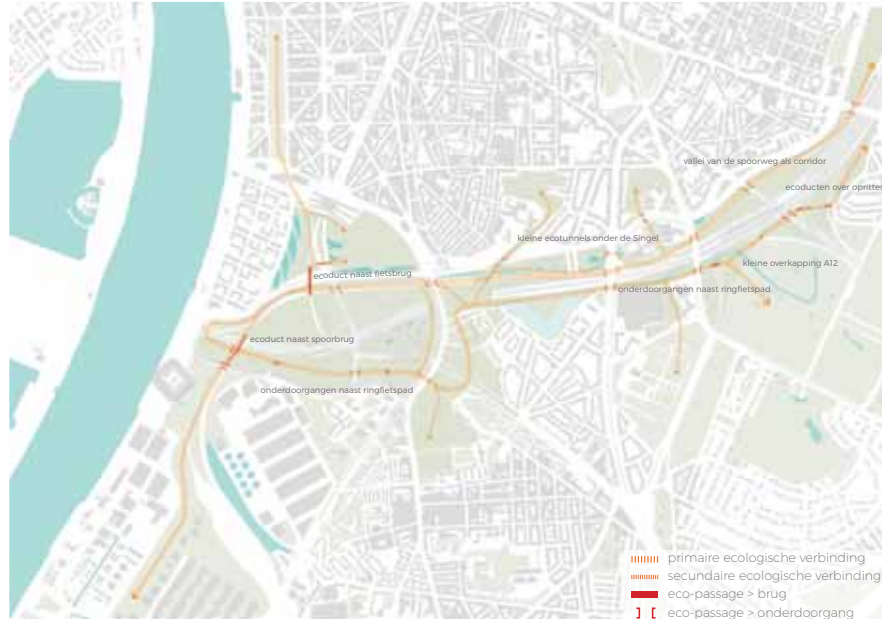 vallei van de spoorweg als corridor
ecoducten over opritten
kleine ecotunnels onder de Singel
kleine overkapping A12
ecoduct naast fietsbrug
onderdoorgangen naast ringfietspad
ecoduct naast spoorbrug
onderdoorgangen naast ringfietspad
primaire ecologische verbinding
secundaire ecologische verbinding
eco-passage > brug
eco-passage > onderdoorgang